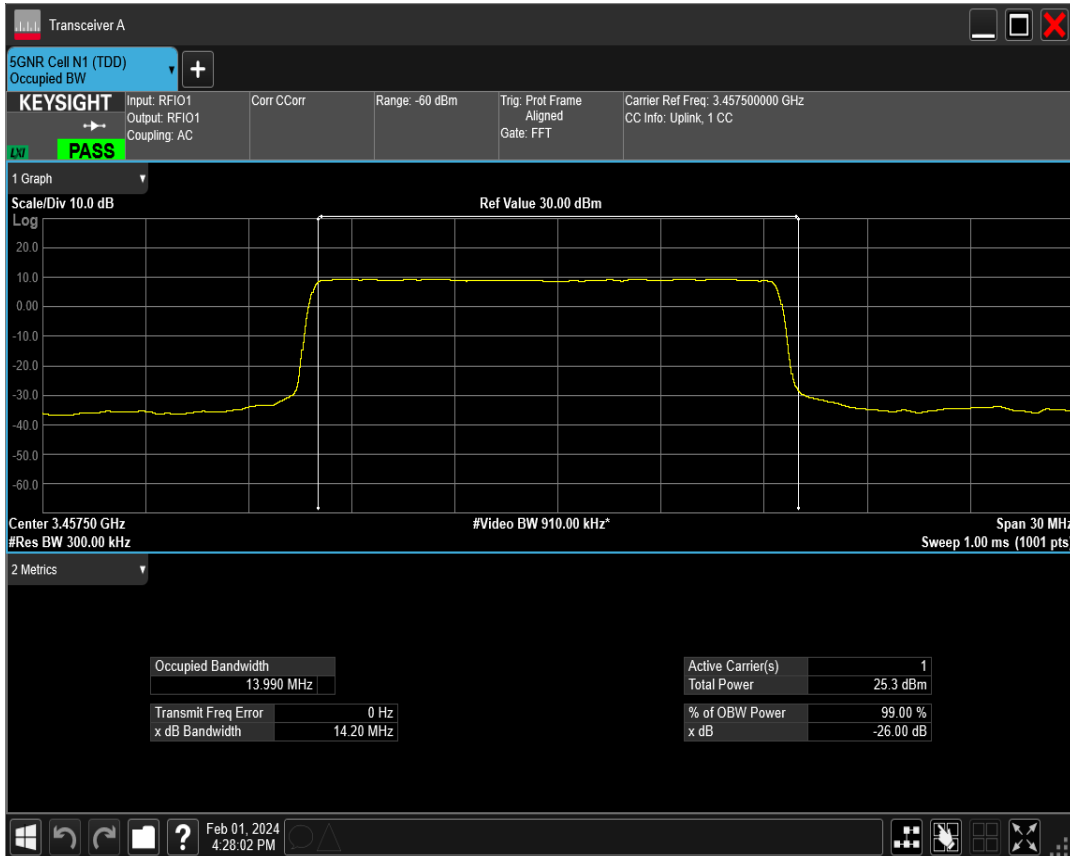 Transceiver A
5GNR Cell N1 (TDD)
Occupied BW
+
KEYSIGHT
LXI
PASS
Input: RFIO1
Output: RFIO1
Coupling: AC
Corr CCorr
Range: -60 dBm
Trig: Prot Frame
Aligned
Gate: FFT
Carrier Ref Freq: 3.457500000 GHz
CC Info: Uplink, 1 CC
1 Graph
Scale/Div 10.0 dB
Ref Value 30.00 dBm
Log
20.0
10.0
0.00
-10.0
-20.0
-30.0
-40.0
-50.0
-60.0
Center 3.45750 GHz
#Video BW 910.00 kHz*
Span 30 MHz
#Res BW 300.00 kHz
Sweep 1.00 ms (1001 pts)
2 Metrics
Occupied Bandwidth
13.990 MHz
Transmit Freq Error 0 Hz
x dB Bandwidth 14.20 MHz
Active Carrier(s) 1
Total Power 25.3 dBm
% of OBW Power 99.00 %
x dB -26.00 dB
?
Feb 01, 2024
4:28:02 PM